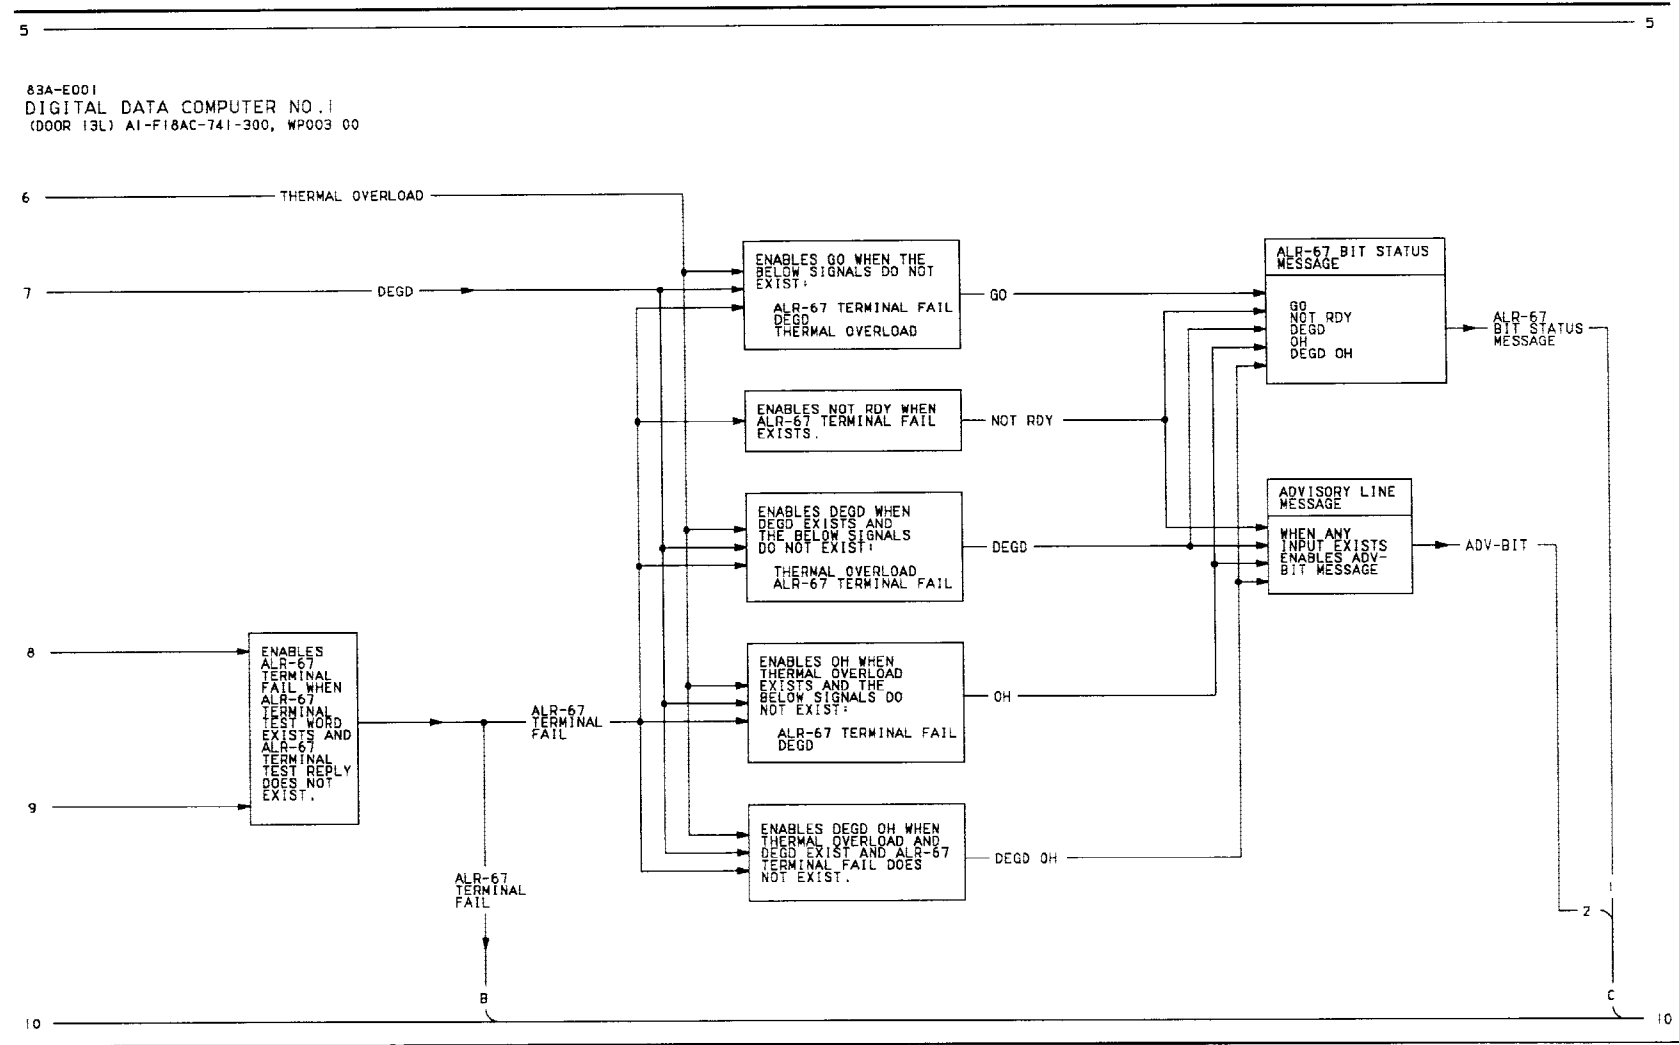 5 5
83A-E001
DIGITAL DATA COMPUTER NO.1
(DOOR 13L) A1-F18AC-741-300, WP003 00
6 THERMAL OVERLOAD
7 DEGD
ENABLES GO WHEN THE
BELOW SIGNALS DO NOT
EXIST:
ALR-67 TERMINAL FAIL
DEGD
THERMAL OVERLOAD
GO
ALR-67 BIT STATUS
MESSAGE
GO
NOT RDY
DEGD
OH
DEGD OH
ALR-67
BIT STATUS
MESSAGE
ENABLES NOT RDY WHEN
ALR-67 TERMINAL FAIL
EXISTS.
NOT RDY
ENABLES DEGD WHEN
DEGD EXISTS AND
THE BELOW SIGNALS
DO NOT EXIST:
THERMAL OVERLOAD
ALR-67 TERMINAL FAIL
DEGD
ADVISORY LINE
MESSAGE
WHEN ANY
INPUT EXISTS
ENABLES ADV-
BIT MESSAGE
ADV-BIT
8
9
ENABLES
ALR-67
TERMINAL
FAIL WHEN
ALR-67
TERMINAL
TEST WORD
EXISTS AND
ALR-67
TERMINAL
TEST REPLY
DOES NOT
EXIST.
ALR-67
TERMINAL
FAIL
ENABLES OH WHEN
THERMAL OVERLOAD
EXISTS AND THE
BELOW SIGNALS DO
NOT EXIST:
ALR-67 TERMINAL FAIL
DEGD
OH
ENABLES DEGD OH WHEN
THERMAL OVERLOAD AND
DEGD EXIST AND ALR-67
TERMINAL FAIL DOES
NOT EXIST.
DEGD OH
ALR-67
TERMINAL
FAIL
2
B
C
10 10